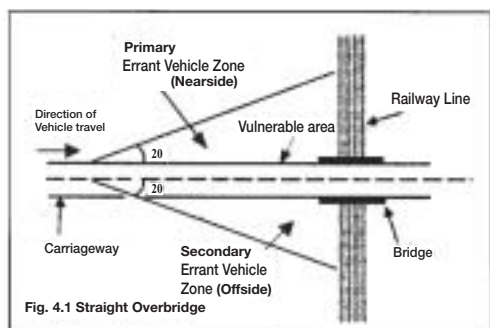 Primary
Errant Vehicle Zone
(Nearside)
Direction of
Vehicle travel
Railway Line
Vulnerable area
20
20
Carriageway
Secondary
Errant Vehicle
Zone (Offside)
Bridge
Fig. 4.1 Straight Overbridge